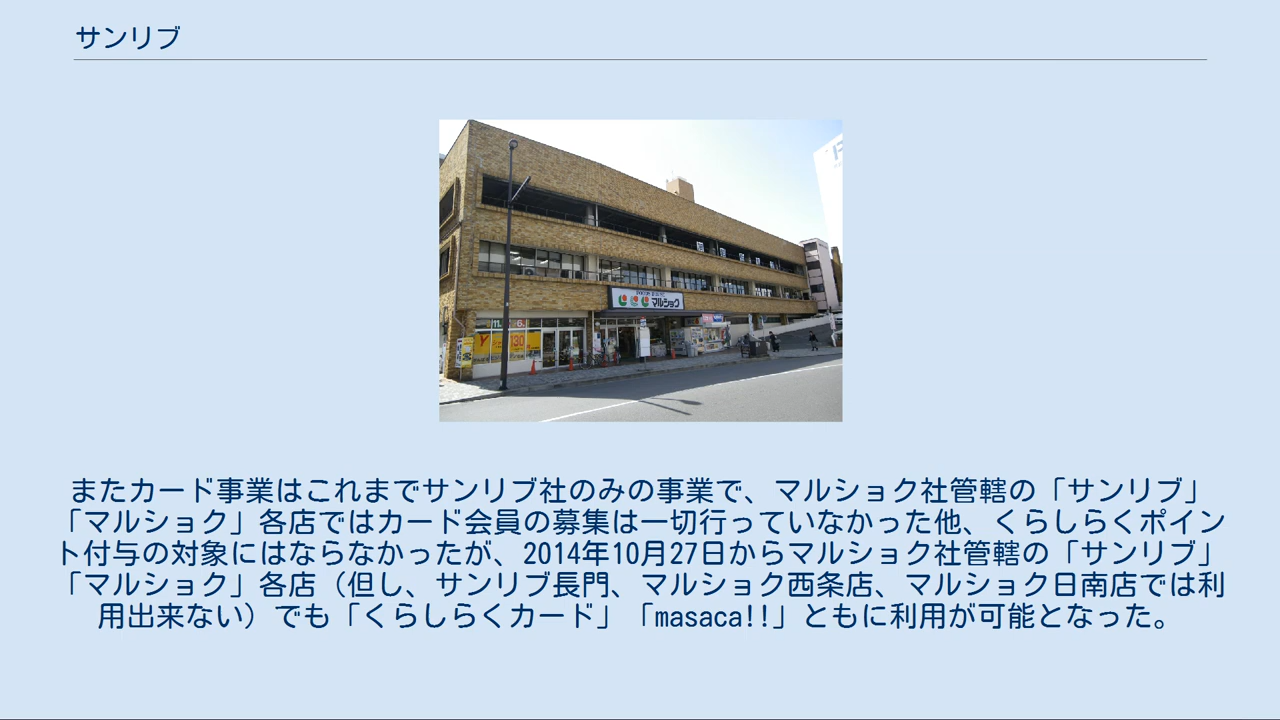 サンリブ
マルショク
130
またカード事業はこれまでサンリブ社のみの事業で、マルショク社管轄の「サンリブ」
「マルショク」各店ではカード会員の募集は一切行っていなかった他、くらしらくポイン
ト付与の対象にはならなかったが、2014年10月27日からマルショク社管轄の「サンリブ」
「マルショク」各店（但し、サンリブ長門、マルショク西条店、マルショク日南店では利
用出来ない）でも「くらしらくカード」「masaca!!」ともに利用が可能となった。